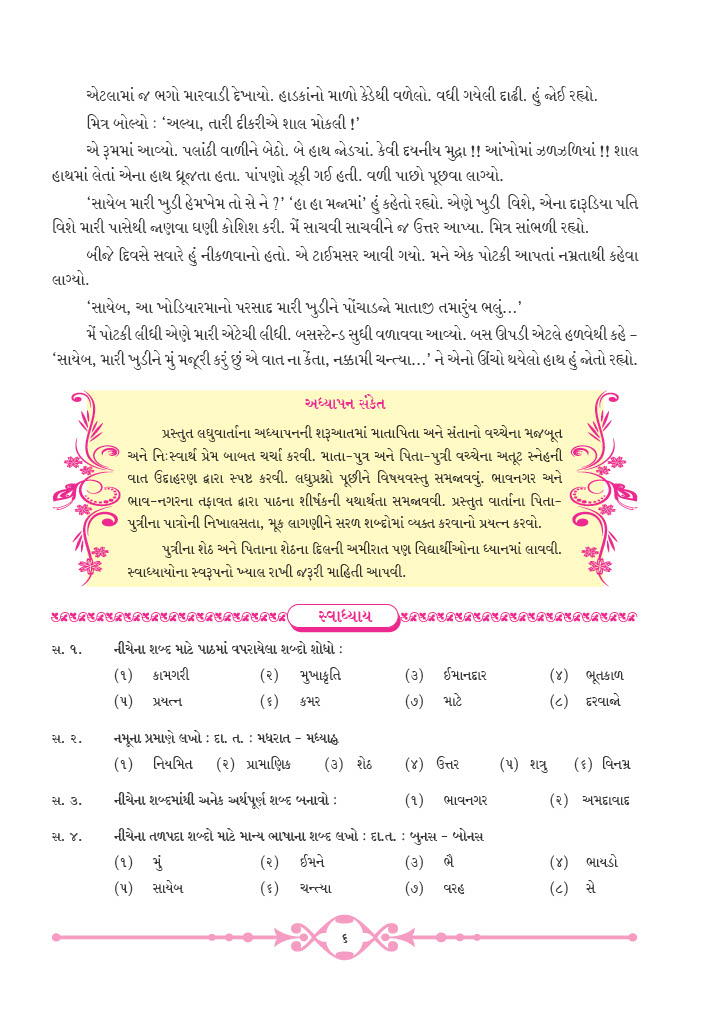 એટલામાં જ ભગો મારવાડી દેખાયો. હાડકાંનો માળો કેડેથી વળેલો. વધી ગયેલી દાઢી. હું જોઈ રહ્યો.
મિત્ર બોલ્યો : ‘અલ્યા, તારી દીકરીએ શાલ મોકલી !’
એ રૂમમાં આવ્યો. પલાંઠી વાળીને બેઠો. બે હાથ જોડ્યાં. કેવી દયનીય મુદ્રા !! આંખોમાં ઝળઝળિયાં !! શાલ
હાથમાં લેતાં એના હાથ ધ્રૂજતા હતા. પાંપણો ઝૂકી ગઈ હતી. વળી પાછો પૂછવા લાગ્યો.
‘સાયેબ મારી ખુડી હેમખેમ તો સે ને ?’ ‘હા હા મજામાં’ હું કહેતો રહ્યો. એણે ખુડી વિશે, એના દારૂડિયા પતિ
વિશે મારી પાસેથી જાણવા ઘણી કોશિશ કરી. મેં સાચવી સાચવીને જ ઉત્તર આપ્યા. મિત્ર સાંભળી રહ્યો.
બીજે દિવસે સવારે હું નીકળવાનો હતો. એ ટાઈમસર આવી ગયો. મને એક પોટકી આપતાં નમ્રતાથી કહેવા
લાગ્યો.
‘સાયેબ, આ ખોડિયારમાનો પરસાદ મારી ખુડીને પોંચાડજો માતાજી તમારુંય ભલું...’
મેં પોટકી લીધી એણે મારી એટેચી લીધી. બસસ્ટેન્ડ સુધી વળાવવા આવ્યો. બસ ઊપડી એટલે હળવેથી કહે –
‘સાયેબ, મારી ખુડીને મું મજૂરી કરું છું એ વાત ના કેંતા, નક્કામી ચન્ત્યા...’ ને એનો ઊંચો થયેલો હાથ હું જોતો રહ્યો.
અધ્યાપન સંકેત
પ્રસ્તુત લઘુવાર્તાના અધ્યાપનની શરૂઆતમાં માતાપિતા અને સંતાનો વચ્ચેના મજબૂત
અને નિઃસ્વાર્થ પ્રેમ બાબત ચર્ચા કરવી. માતા-પુત્ર અને પિતા-પુત્રી વચ્ચેના અતૂટ સ્નેહની
વાત ઉદાહરણ દ્વારા સ્પષ્ટ કરવી. લઘુપ્રશ્નો પૂછીને વિષયવસ્તુ સમજાવવું. ભાવનગર અને
ભાવ-નગરના તફાવત દ્વારા પાઠના શીર્ષકની યથાર્થતા સમજાવવી. પ્રસ્તુત વાર્તાના પિતા-
પુત્રીના પાત્રોની નિખાલસતા, મૂક લાગણીને સરળ શબ્દોમાં વ્યક્ત કરવાનો પ્રયત્ન કરવો.
પુત્રીના શેઠ અને પિતાના શેઠના દિલની અમીરાત પણ વિદ્યાર્થીઓના ધ્યાનમાં લાવવી.
સ્વાધ્યાયોના સ્વરૂપનો ખ્યાલ રાખી જરૂરી માહિતી આપવી.
સ્વાધ્યાય
સ. ૧. નીચેના શબ્દ માટે પાઠમાં વપરાયેલા શબ્દો શોધો :
(૧) કામગરી (૨) મુખાકૃતિ (૩) ઈમાનદાર (૪) ભૂતકાળ
(૫) પ્રયત્ન (૬) કમર (૭) માટે (૮) દરવાજો
સ. ૨. નમૂના પ્રમાણે લખો : દા. ત. : મધરાત – મધ્યાહ્ન
(૧) નિયમિત (૨) પ્રામાણિક (૩) શેઠ (૪) ઉત્તર (૫) શત્રુ (૬) વિનમ્ર
સ. ૩. નીચેના શબ્દમાંથી અનેક અર્થપૂર્ણ શબ્દ બનાવો : (૧) ભાવનગર (૨) અમદાવાદ
સ. ૪. નીચેના તળપદા શબ્દો માટે માન્ય ભાષાના શબ્દ લખો : દા.ત. : બુનસ – બોનસ
(૧) મું (૨) ઈમને (૩) ભૈ (૪) ભાયડો
(૫) સાયેબ (૬) ચન્ત્યા (૭) વરહ (૮) સે
૬